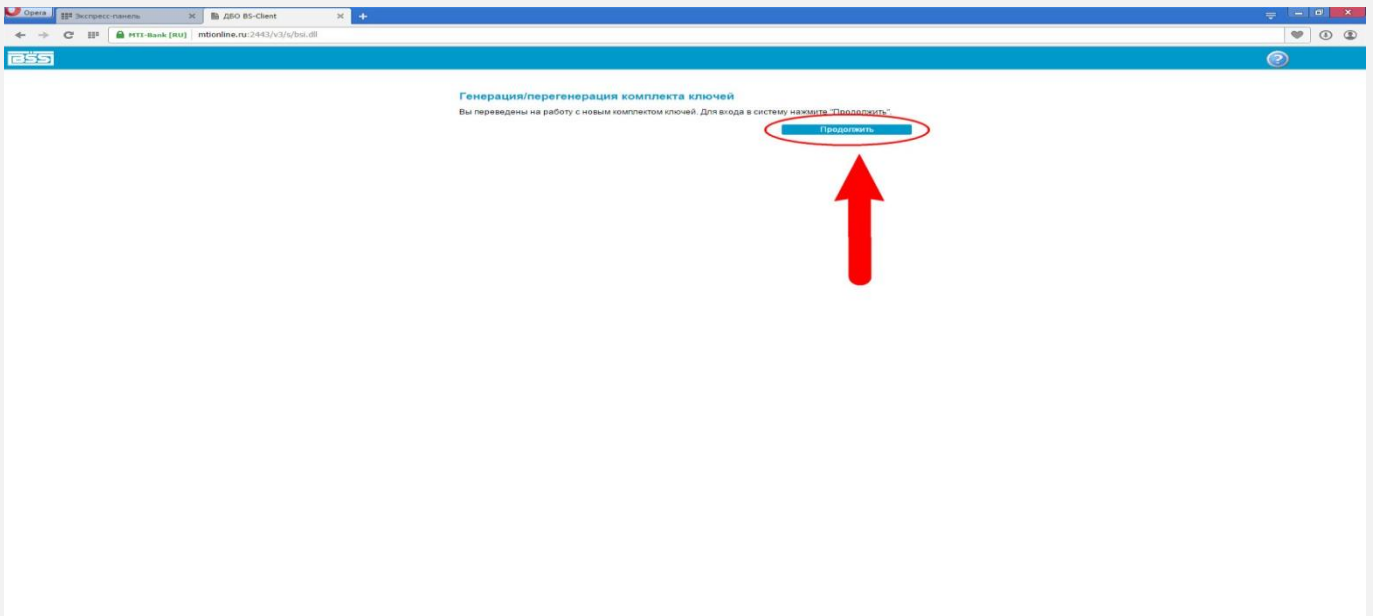 Opera
Экспресс-панель
ДБО BS-Client
MTI-Bank [RU]
mtionline.ru:2443/v3/s/bsi.dll
BSS
Генерация/перегенерация комплекта ключей
Вы переведены на работу с новым комплектом ключей. Для входа в систему нажмите "Продолжить".
Продолжить